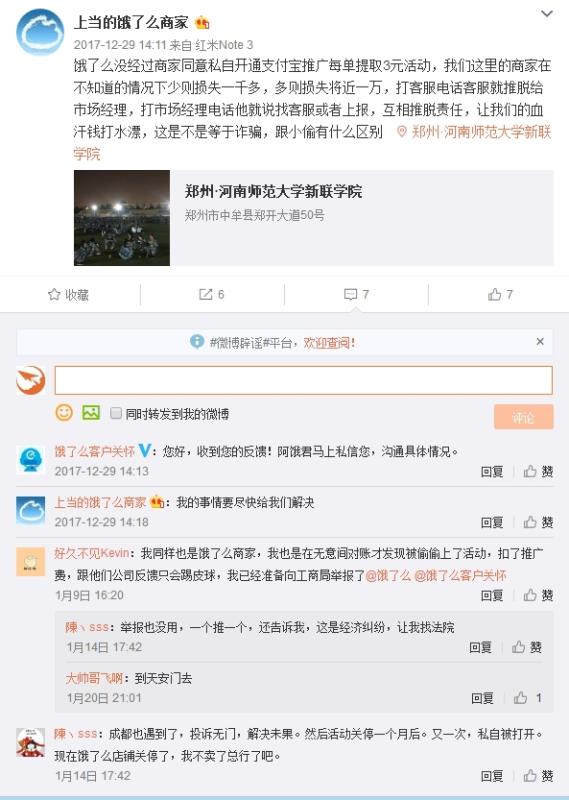 上当的饿了么商家
2017-12-29 14:11 来自 红米Note 3
饿了么没经过商家同意私自开通支付宝推广每单提取3元活动，我们这里的商家在
不知道的情况下少则损失一千多，多则损失将近一万，打客服电话客服就推脱给
市场经理，打市场经理电话他就说找客服或者上报，互相推脱责任，让我们的血
汗钱打水漂，这是不是等于诈骗，跟小偷有什么区别 郑州·河南师范大学新联
学院
郑州·河南师范大学新联学院
郑州市中牟县郑开大道50号
收藏 6 7 7
#微博辟谣#平台，欢迎查阅！
同时转发到我的微博 评论
饿了么客户关怀：您好，收到您的反馈！阿饿君马上私信您，沟通具体情况。
2017-12-29 14:13 回复 赞
上当的饿了么商家：我的事情要尽快给我们解决
2017-12-29 14:18 回复 赞
好久不见Kevin：我同样也是饿了么商家，我也是在无意间对账才发现被偷偷上了活动，扣了推广
费，跟他们公司反馈只会踢皮球，我已经准备向工商局举报了@饿了么 @饿了么客户关怀
1月9日 16:20 回复 赞
陳ヽsss：举报也没用，一个推一个，还告诉我，这是经济纠纷，让我找法院
1月14日 17:42 回复 赞
大帅哥飞啊：到天安门去
1月20日 21:01 回复 1
陳ヽsss：成都也遇到了，投诉无门，解决未果。然后活动关停一个月后。又一次，私自被打开。
现在饿了么店铺关停了，我不卖了总行了吧。
1月14日 17:42 回复 赞